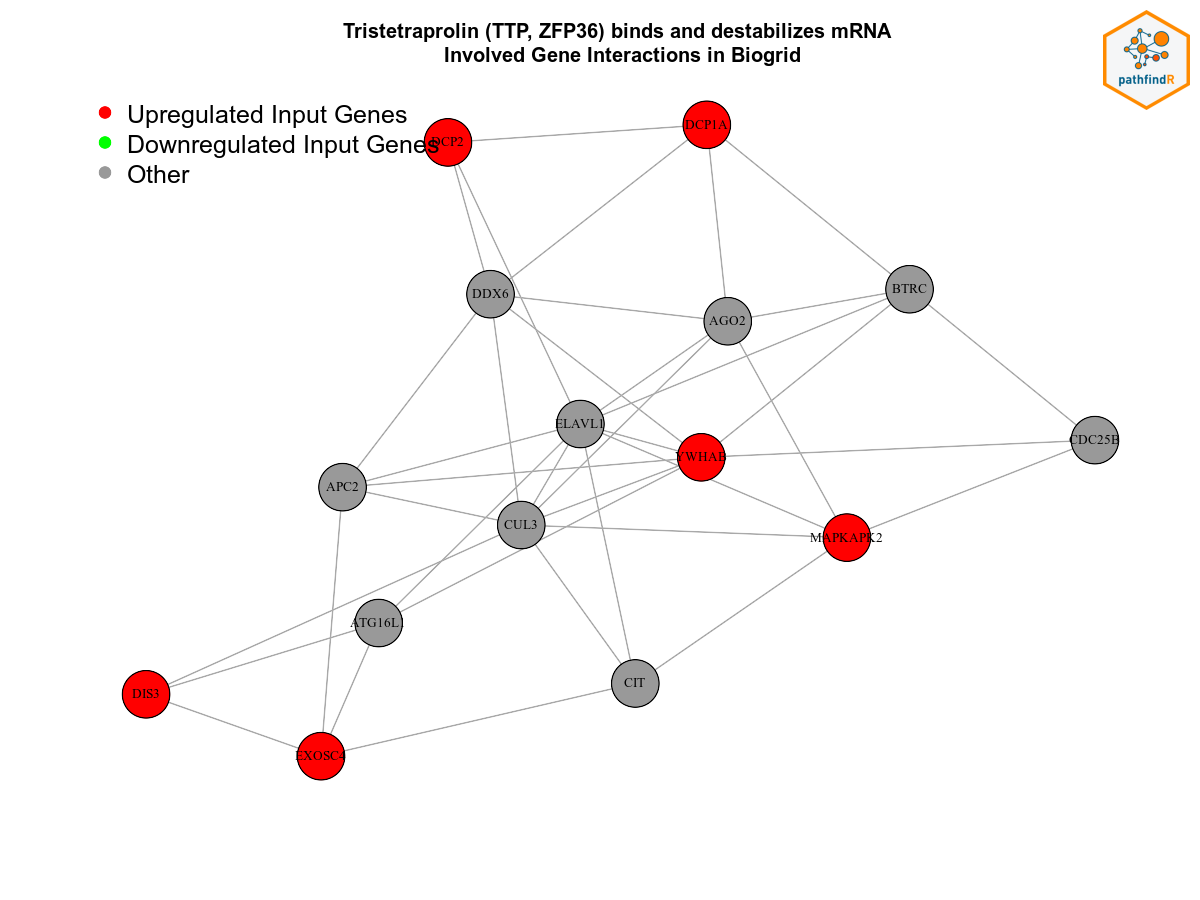 Tristetraprolin (TTP, ZFP36) binds and destabilizes mRNA
Involved Gene Interactions in Biogrid
pathfindR
Upregulated Input Genes
Downregulated Input Genes
Other
DCP2
DCP1A
DDX6
AGO2
BTRC
ELAVL1
YWHAB
CDC25B
APC2
CUL3
MAPKAPK2
ATG16L1
DIS3
CIT
EXOSC4